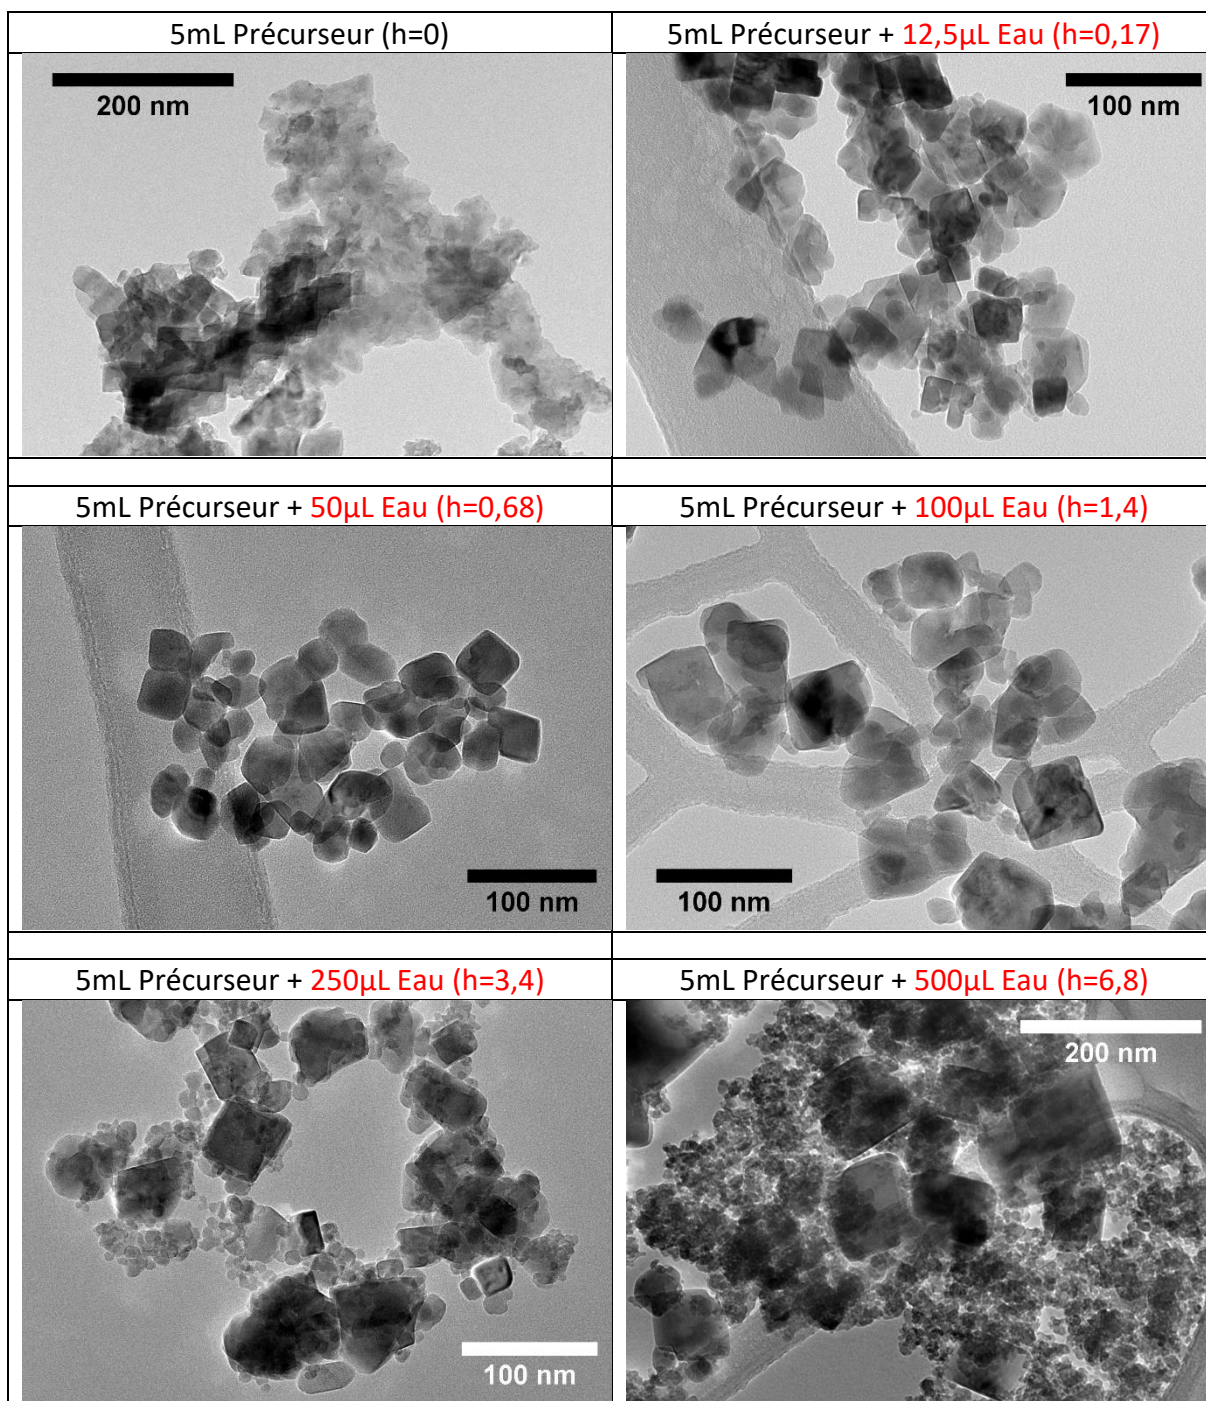 5mL Précurseur (h=0)
5mL Précurseur + 12,5µL Eau (h=0,17)
200 nm
100 nm
5mL Précurseur + 50µL Eau (h=0,68)
5mL Précurseur + 100µL Eau (h=1,4)
100 nm
100 nm
5mL Précurseur + 250µL Eau (h=3,4)
5mL Précurseur + 500µL Eau (h=6,8)
200 nm
100 nm